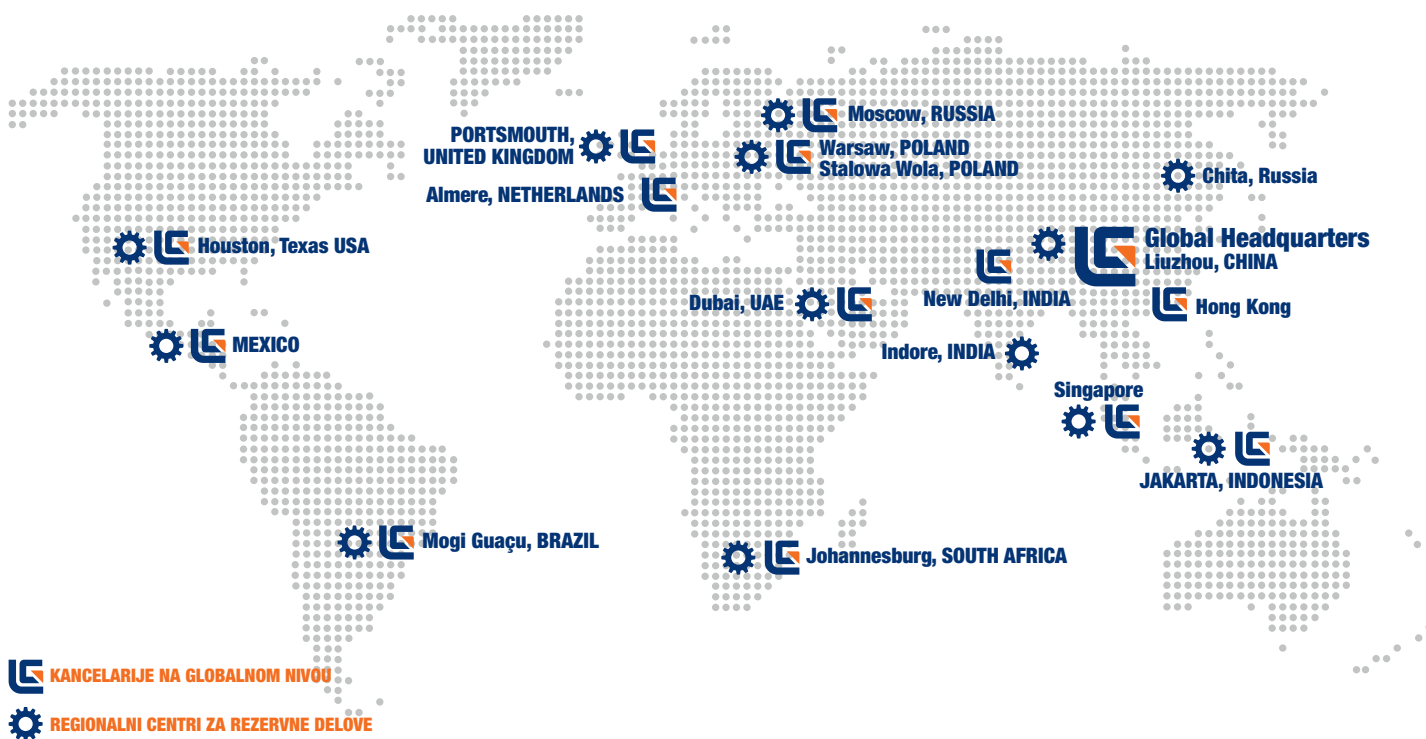 Moscow, RUSSIA
PORTSMOUTH,
UNITED KINGDOM
Warsaw, POLAND
Stalowa Wola, POLAND
Chita, Russia
Almere, NETHERLANDS
Houston, Texas USA
Global Headquarters
Liuzhou, CHINA
Dubai, UAE
New Delhi, INDIA
Hong Kong
MEXICO
Indore, INDIA
Singapore
JAKARTA, INDONESIA
Mogi Guaçu, BRAZIL
Johannesburg, SOUTH AFRICA
KANCELARIJE NA GLOBALNOM NIVOU
REGIONALNI CENTRI ZA REZERVNE DELOVE